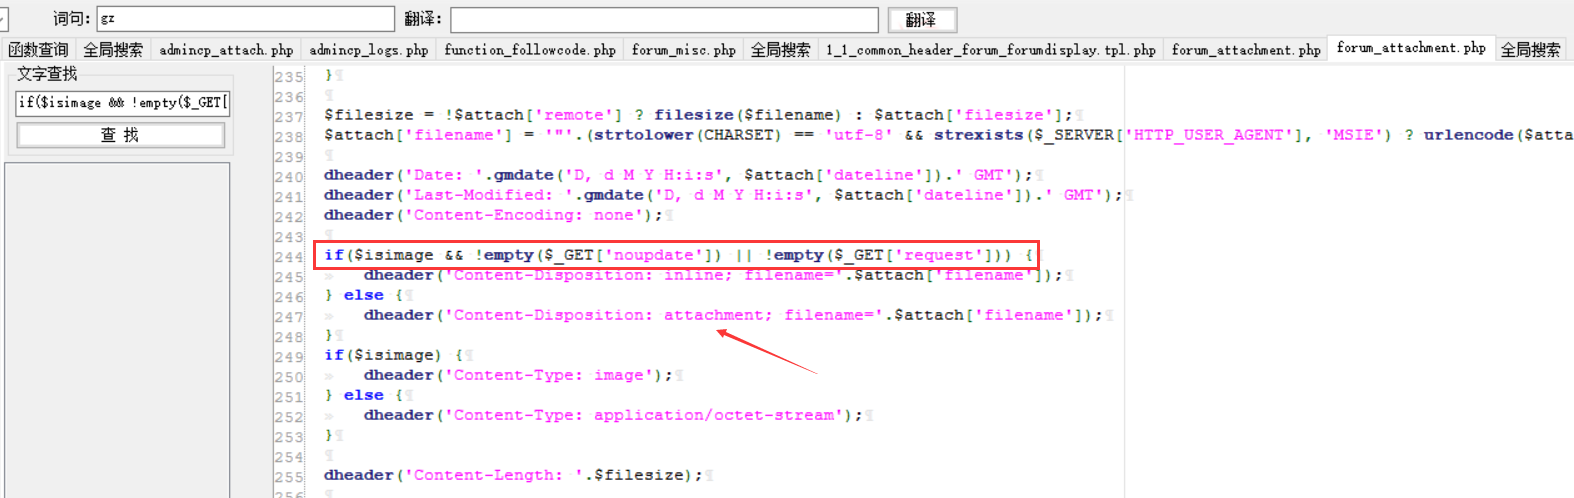 词句: gz 翻译: 翻译
函数查询 全局搜索 admincp_attach.php admincp_logs.php function_followcode.php forum_misc.php 全局搜索 1_1_common_header_forum_forumdisplay.tpl.php forum_attachment.php forum_attachment.php 全局搜索
文字查找
if($isimage && !empty($_GET[
查 找
235 }
236
237 $filesize = !$attach['remote'] ? filesize($filename) : $attach['filesize'];
238 $attach['filename'] = '"'.(strtolower(CHARSET) == 'utf-8' && strexists($_SERVER['HTTP_USER_AGENT'], 'MSIE') ? urlencode($atta
239
240 dheader('Date: '.gmdate('D, d M Y H:i:s', $attach['dateline']).' GMT');
241 dheader('Last-Modified: '.gmdate('D, d M Y H:i:s', $attach['dateline']).' GMT');
242 dheader('Content-Encoding: none');
243
244 if($isimage && !empty($_GET['noupdate']) || !empty($_GET['request'])) {
245 dheader('Content-Disposition: inline; filename='.$attach['filename']);
246 } else {
247 dheader('Content-Disposition: attachment; filename='.$attach['filename']);
248 }
249 if($isimage) {
250 dheader('Content-Type: image');
251 } else {
252 dheader('Content-Type: application/octet-stream');
253 }
254
255 dheader('Content-Length: '.$filesize);
256